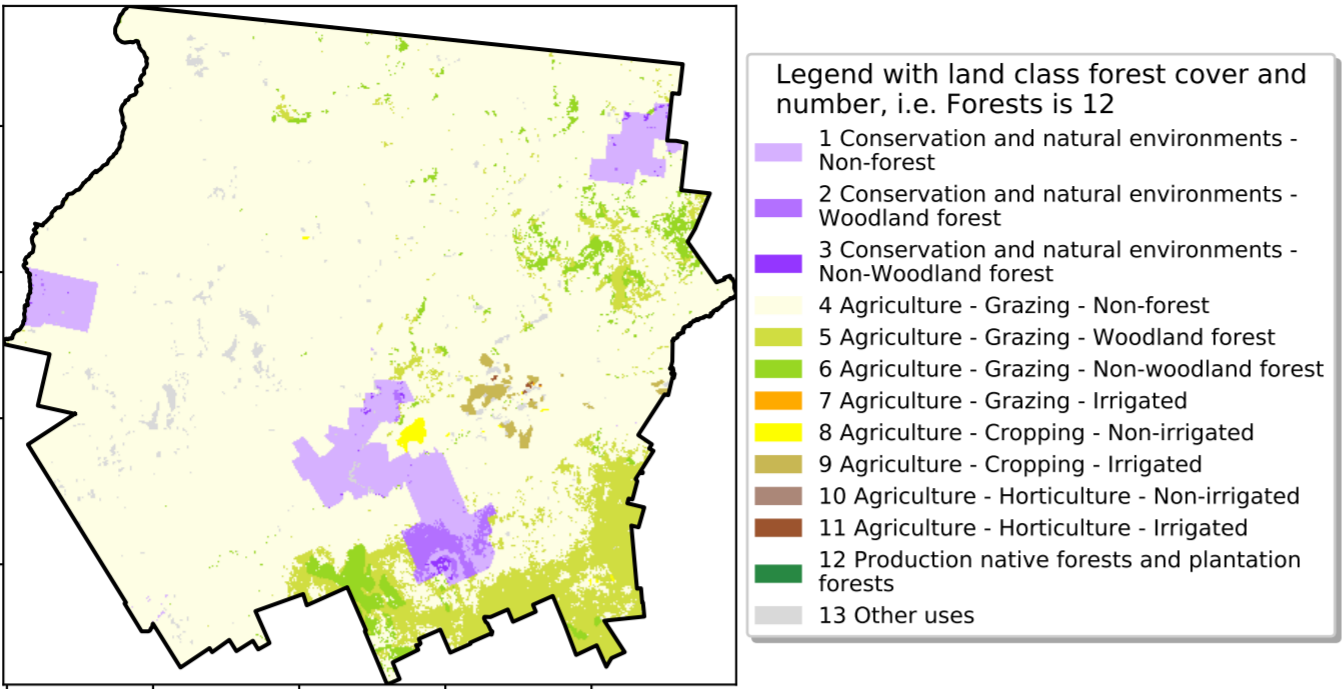 Legend with land class forest cover and
number, i.e. Forests is 12
1 Conservation and natural environments -
Non-forest
2 Conservation and natural environments -
Woodland forest
3 Conservation and natural environments -
Non-Woodland forest
4 Agriculture - Grazing - Non-forest
5 Agriculture - Grazing - Woodland forest
6 Agriculture - Grazing - Non-woodland forest
7 Agriculture - Grazing - Irrigated
8 Agriculture - Cropping - Non-irrigated
9 Agriculture - Cropping - Irrigated
10 Agriculture - Horticulture - Non-irrigated
11 Agriculture - Horticulture - Irrigated
12 Production native forests and plantation
forests
13 Other uses